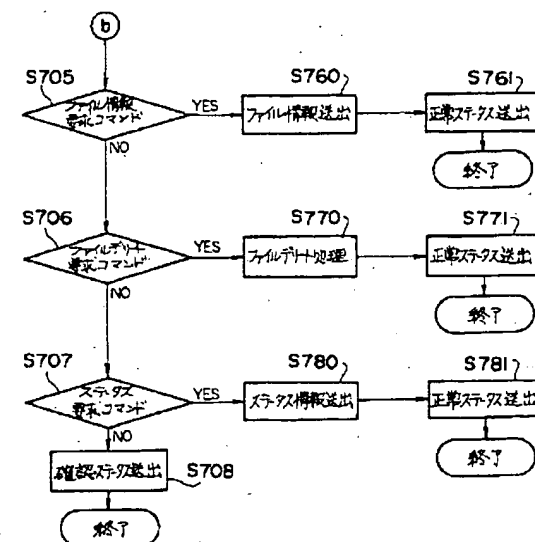 b
S705
ファイル情報
要求コマンド
YES
NO
S760
ファイル情報送出
S761
正常ステータス送出
終了
S706
ファイルデリート
要求コマンド
YES
NO
S770
ファイルデリート処理
S771
正常ステータス送出
終了
S707
ステータス
要求コマンド
YES
NO
S780
ステータス情報送出
S781
正常ステータス送出
終了
確認ステータス送出
S708
終了